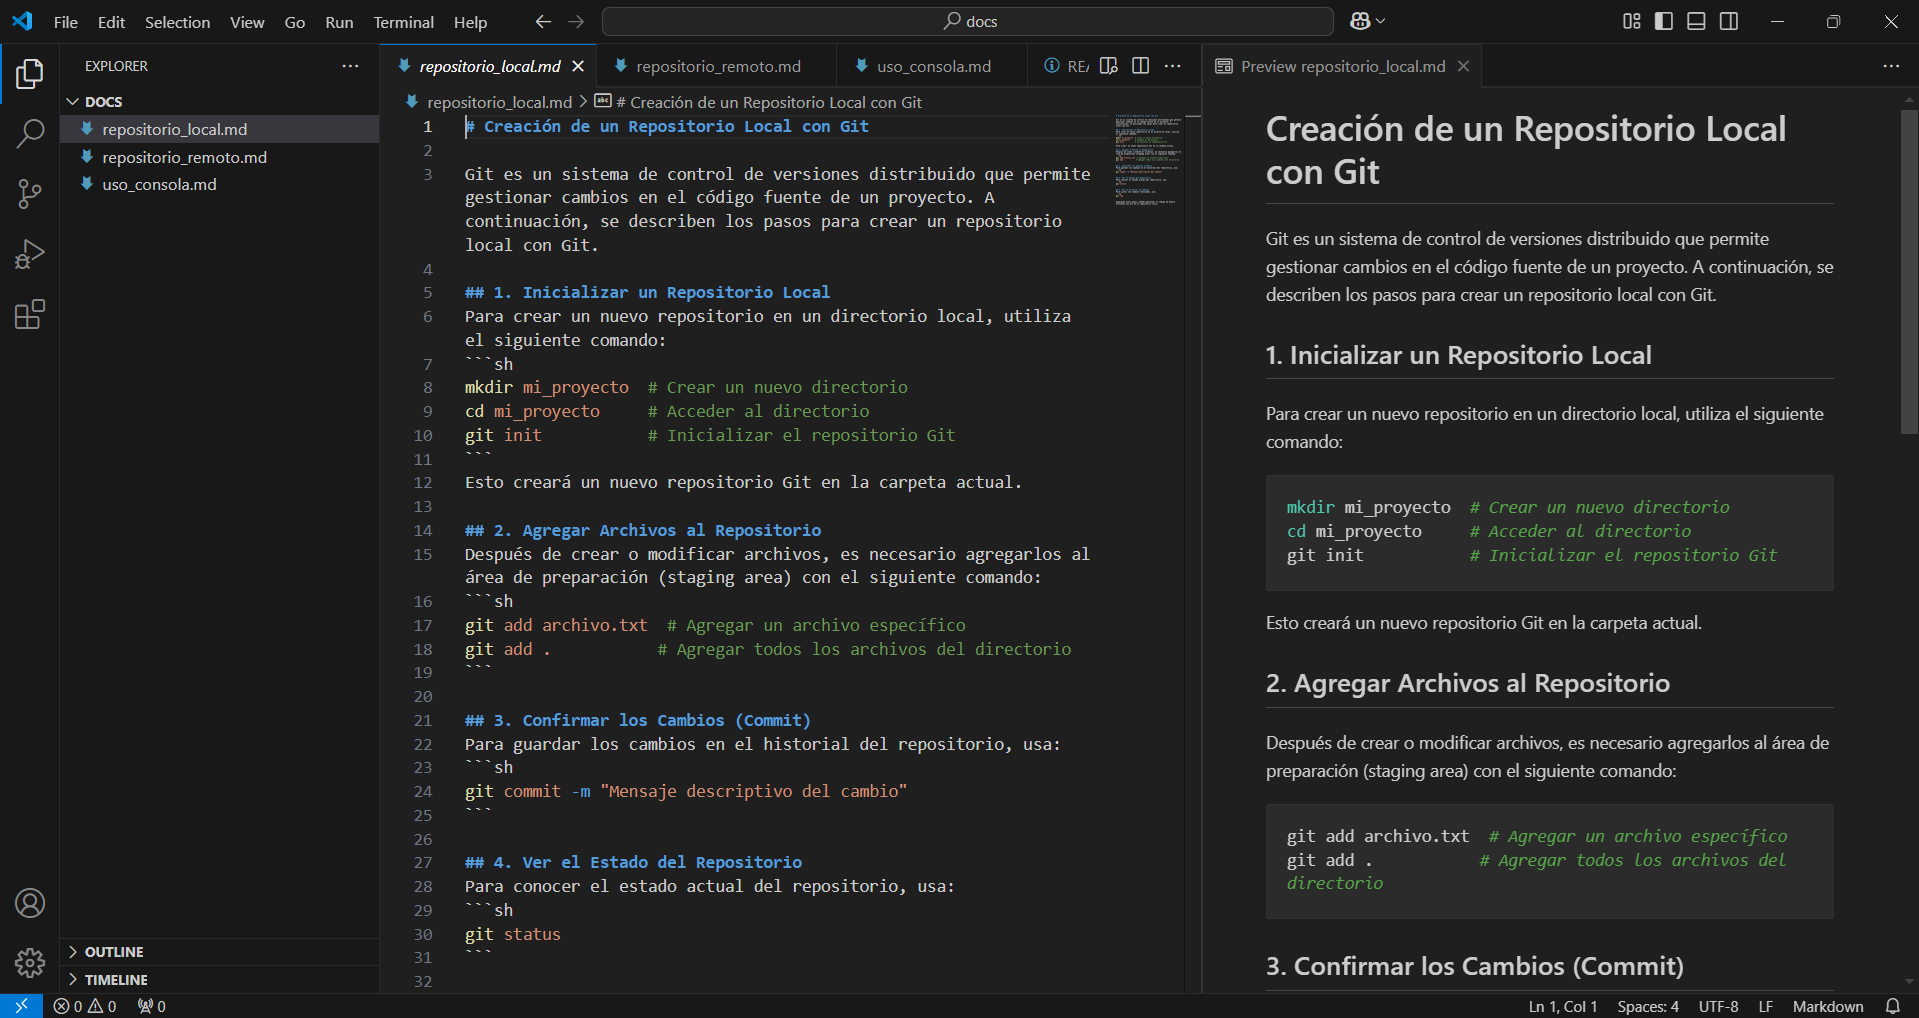 File Edit Selection View Go Run Terminal Help docs
EXPLORER
DOCS
repositorio_local.md
repositorio_remoto.md
uso_consola.md
OUTLINE
TIMELINE
repositorio_local.md repositorio_remoto.md uso_consola.md
repositorio_local.md > # Creación de un Repositorio Local con Git
1 # Creación de un Repositorio Local con Git
2
3 Git es un sistema de control de versiones distribuido que permite
gestionar cambios en el código fuente de un proyecto. A
continuación, se describen los pasos para crear un repositorio
local con Git.
4
5 ## 1. Inicializar un Repositorio Local
6 Para crear un nuevo repositorio en un directorio local, utiliza
el siguiente comando:
7 ```sh
8 mkdir mi_proyecto  # Crear un nuevo directorio
9 cd mi_proyecto     # Acceder al directorio
10 git init           # Inicializar el repositorio Git
11 ```
12 Esto creará un nuevo repositorio Git en la carpeta actual.
13
14 ## 2. Agregar Archivos al Repositorio
15 Después de crear o modificar archivos, es necesario agregarlos al
área de preparación (staging area) con el siguiente comando:
16 ```sh
17 git add archivo.txt  # Agregar un archivo específico
18 git add .           # Agregar todos los archivos del directorio
19 ```
20
21 ## 3. Confirmar los Cambios (Commit)
22 Para guardar los cambios en el historial del repositorio, usa:
23 ```sh
24 git commit -m "Mensaje descriptivo del cambio"
25 ```
26
27 ## 4. Ver el Estado del Repositorio
28 Para conocer el estado actual del repositorio, usa:
29 ```sh
30 git status
31 ```
32
Preview repositorio_local.md
Creación de un Repositorio Local
con Git
Git es un sistema de control de versiones distribuido que permite
gestionar cambios en el código fuente de un proyecto. A continuación, se
describen los pasos para crear un repositorio local con Git.
1. Inicializar un Repositorio Local
Para crear un nuevo repositorio en un directorio local, utiliza el siguiente
comando:
mkdir mi_proyecto  # Crear un nuevo directorio
cd mi_proyecto     # Acceder al directorio
git init           # Inicializar el repositorio Git
Esto creará un nuevo repositorio Git en la carpeta actual.
2. Agregar Archivos al Repositorio
Después de crear o modificar archivos, es necesario agregarlos al área de
preparación (staging area) con el siguiente comando:
git add archivo.txt  # Agregar un archivo específico
git add .           # Agregar todos los archivos del
directorio
3. Confirmar los Cambios (Commit)
0 0 0 Ln 1, Col 1 Spaces: 4 UTF-8 LF Markdown